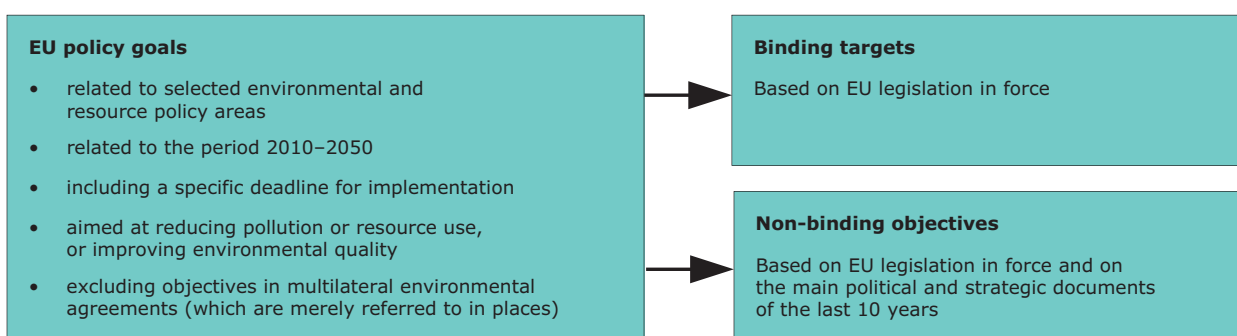 EU policy goals
• related to selected environmental and
resource policy areas
• related to the period 2010–2050
• including a specific deadline for implementation
• aimed at reducing pollution or resource use,
or improving environmental quality
• excluding objectives in multilateral environmental
agreements (which are merely referred to in places)
Binding targets
Based on EU legislation in force
Non-binding objectives
Based on EU legislation in force and on
the main political and strategic documents
of the last 10 years